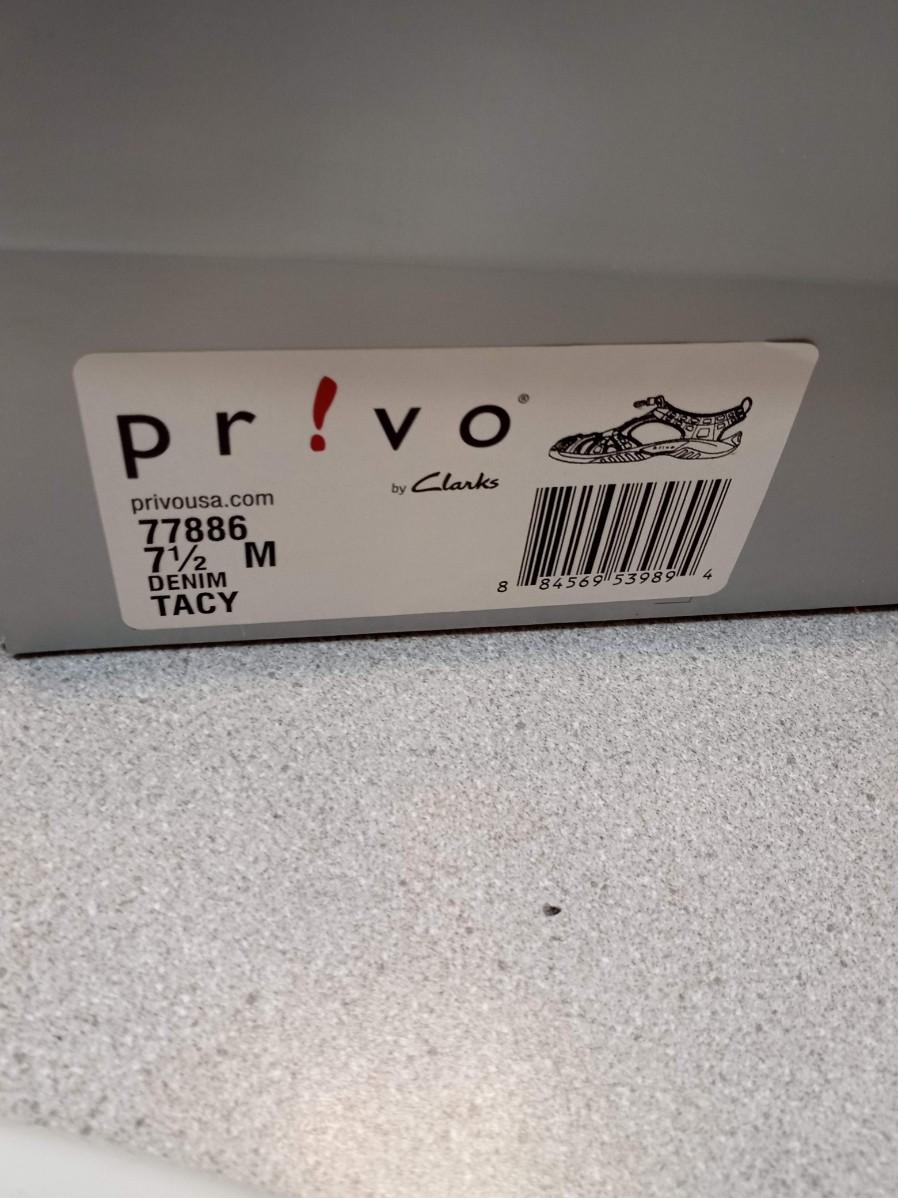 pr!vo®
by Clarks
privousa.com
77886
7½ M
DENIM
TACY
8 84569 53989 4